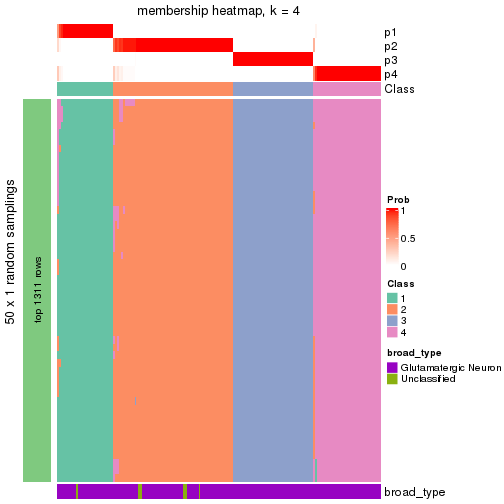 membership heatmap, k = 4
p1
p2
p3
p4
Class
50 x 1 random samplings
top 1311 rows
Prob
1
0.5
0
Class
1
2
3
4
broad_type
Glutamatergic Neuron
Unclassified
broad_type